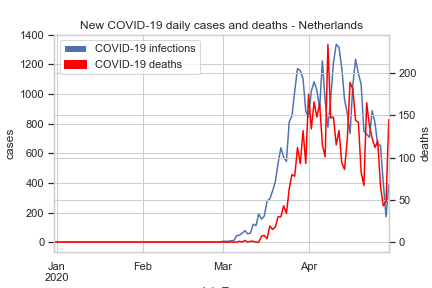 New COVID-19 daily cases and deaths - Netherlands
COVID-19 infections
COVID-19 deaths
1400
1200
1000
800
600
400
200
0
cases
200
150
100
50
0
deaths
Jan
2020
Feb
Mar
Apr